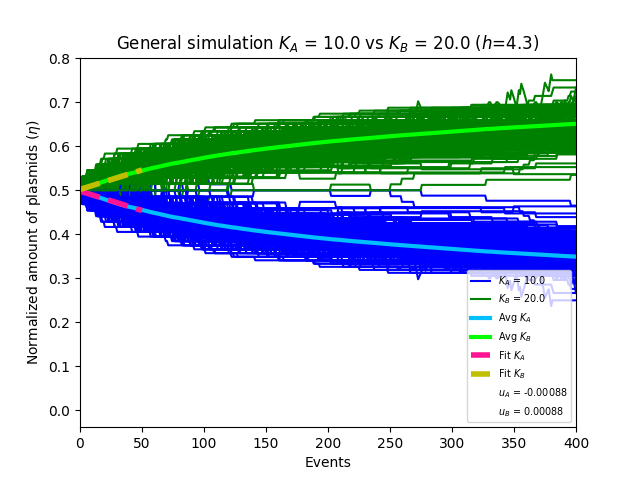 General simulation K_A = 10.0 vs K_B = 20.0 (h=4.3)
Normalized amount of plasmids (η)
0.8
0.7
0.6
0.5
0.4
0.3
0.2
0.1
0.0
K_A = 10.0
K_B = 20.0
Avg K_A
Avg K_B
Fit K_A
Fit K_B
u_A = -0.00088
u_B = 0.00088
0 50 100 150 200 250 300 350 400
Events